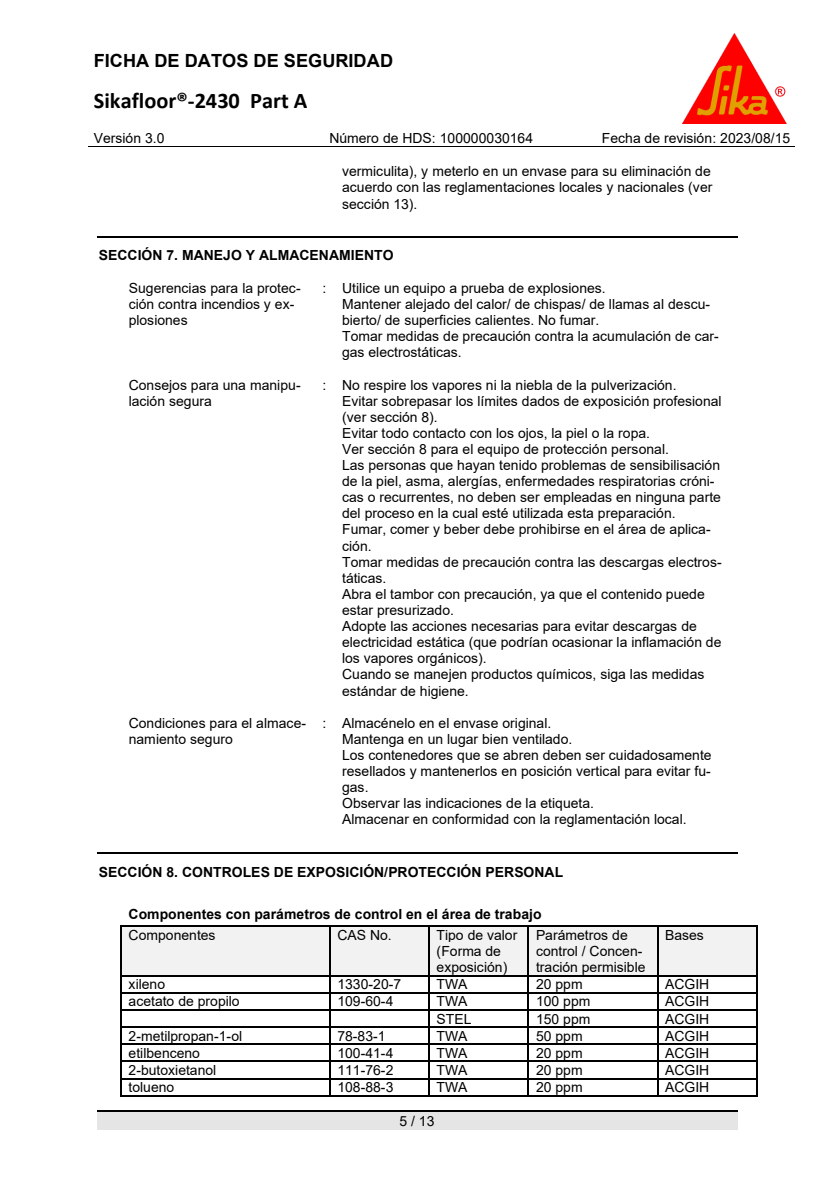 FICHA DE DATOS DE SEGURIDAD
Sikafloor®-2430 Part A
Sika®
Versión 3.0 Número de HDS: 100000030164 Fecha de revisión: 2023/08/15
vermiculita), y meterlo en un envase para su eliminación de
acuerdo con las reglamentaciones locales y nacionales (ver
sección 13).
SECCIÓN 7. MANEJO Y ALMACENAMIENTO
Sugerencias para la protec- : Utilice un equipo a prueba de explosiones.
ción contra incendios y ex- Mantener alejado del calor/ de chispas/ de llamas al descu-
plosiones bierto/ de superficies calientes. No fumar.
Tomar medidas de precaución contra la acumulación de car-
gas electrostáticas.
Consejos para una manipu- : No respire los vapores ni la niebla de la pulverización.
lación segura Evitar sobrepasar los límites dados de exposición profesional
(ver sección 8).
Evitar todo contacto con los ojos, la piel o la ropa.
Ver sección 8 para el equipo de protección personal.
Las personas que hayan tenido problemas de sensibilisación
de la piel, asma, alergías, enfermedades respiratorias cróni-
cas o recurrentes, no deben ser empleadas en ninguna parte
del proceso en la cual esté utilizada esta preparación.
Fumar, comer y beber debe prohibirse en el área de aplica-
ción.
Tomar medidas de precaución contra las descargas electros-
táticas.
Abra el tambor con precaución, ya que el contenido puede
estar presurizado.
Adopte las acciones necesarias para evitar descargas de
electricidad estática (que podrían ocasionar la inflamación de
los vapores orgánicos).
Cuando se manejen productos químicos, siga las medidas
estándar de higiene.
Condiciones para el almace- : Almacénelo en el envase original.
namiento seguro Mantenga en un lugar bien ventilado.
Los contenedores que se abren deben ser cuidadosamente
resellados y mantenerlos en posición vertical para evitar fu-
gas.
Observar las indicaciones de la etiqueta.
Almacenar en conformidad con la reglamentación local.
SECCIÓN 8. CONTROLES DE EXPOSICIÓN/PROTECCIÓN PERSONAL
Componentes con parámetros de control en el área de trabajo
Componentes CAS No. Tipo de valor Parámetros de Bases
(Forma de control / Concen-
exposición) tración permisible
xileno 1330-20-7 TWA 20 ppm ACGIH
acetato de propilo 109-60-4 TWA 100 ppm ACGIH
STEL 150 ppm ACGIH
2-metilpropan-1-ol 78-83-1 TWA 50 ppm ACGIH
etilbenceno 100-41-4 TWA 20 ppm ACGIH
2-butoxietanol 111-76-2 TWA 20 ppm ACGIH
tolueno 108-88-3 TWA 20 ppm ACGIH
5 / 13